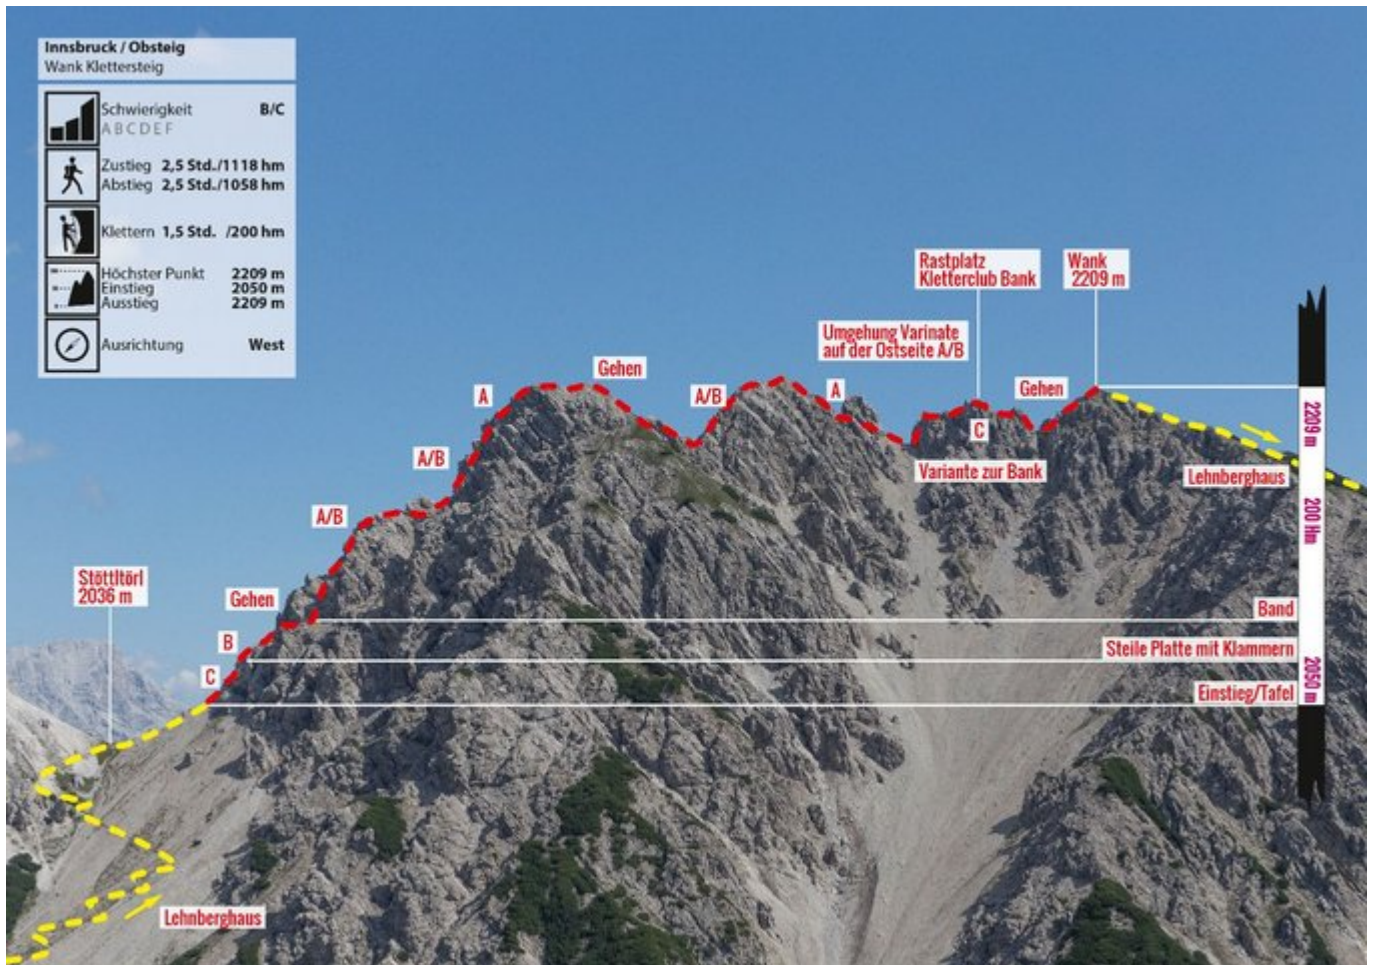 Innsbruck / Obsteig
Wank Klettersteig
Schwierigkeit B/C
A B C D E F
Zustieg 2,5 Std./1118 hm
Abstieg 2,5 Std./1058 hm
Klettern 1,5 Std. /200 hm
Höchster Punkt 2209 m
Einstieg 2050 m
Ausstieg 2209 m
Ausrichtung West
Rastplatz
Kletterclub Bank
Wank
2209 m
Umgehung Varinate
auf der Ostseite A/B
Gehen
A
A/B
A
Gehen
C
A/B
Variante zur Bank
Lehnberghaus
2209 m
A/B
200 Hm
Stöttltörl
2036 m
Gehen
Band
B
Steile Platte mit Klammern
C
Einstieg/Tafel
2050 m
Lehnberghaus